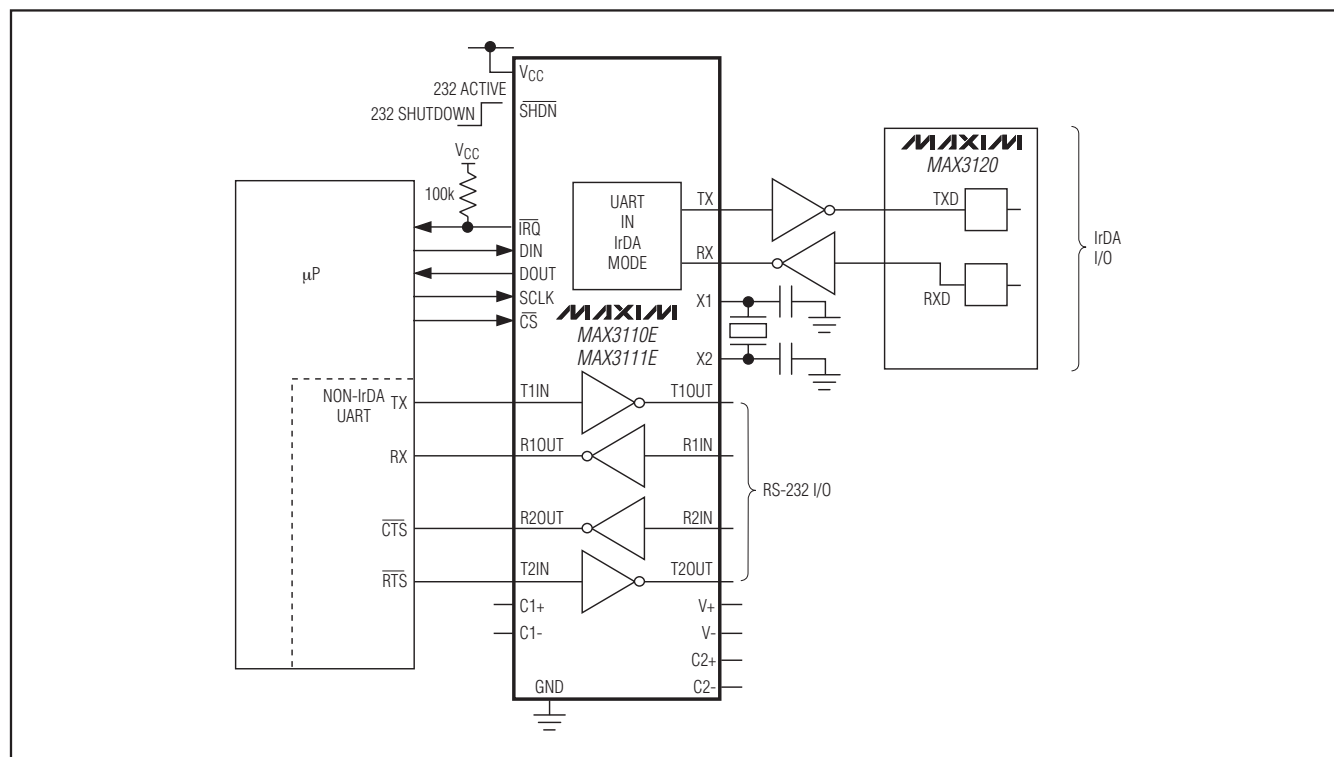 VCC
232 ACTIVE
232 SHUTDOWN
SHDN
VCC
100k
IRQ
DIN
DOUT
SCLK
CS
μP
UART
IN
IrDA
MODE
TX
RX
X1
X2
MAXIM
MAX3110E
MAX3111E
MAXIM
MAX3120
TXD
RXD
IrDA
I/O
NON-IrDA
UART
TX
RX
CTS
RTS
T1IN
T1OUT
R1OUT
R1IN
R2OUT
R2IN
T2IN
T2OUT
RS-232 I/O
C1+
C1-
V+
V-
C2+
C2-
GND